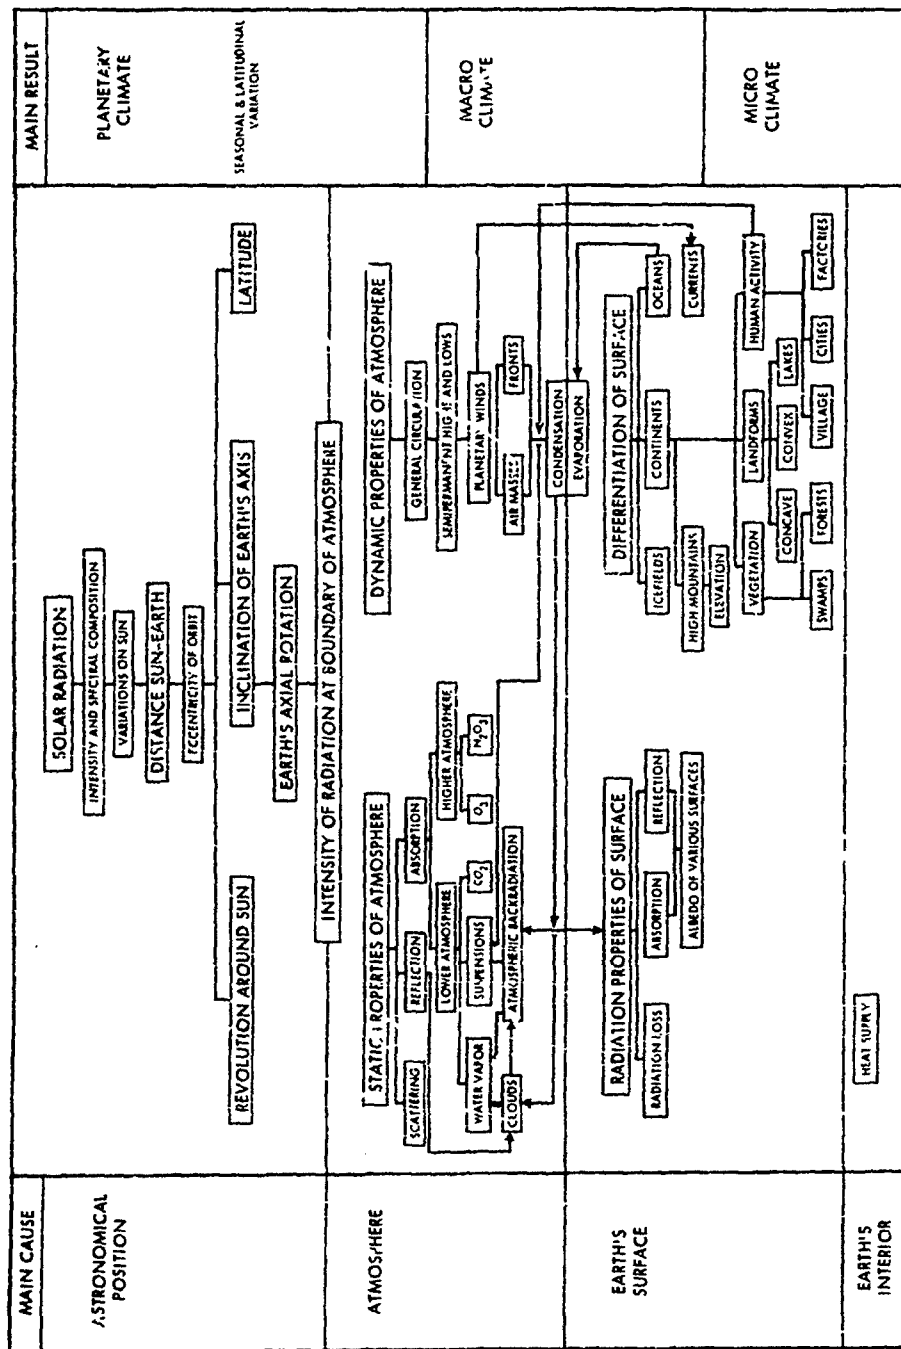 MAIN CAUSE
MAIN RESULT
ASTRONOMICAL
POSITION
SOLAR RADIATION
INTENSITY AND SPECTRAL COMPOSITION
VARIATIONS ON SUN
DISTANCE SUN-EARTH
ECCENTRICITY OF ORBIT
REVOLUTION AROUND SUN
INCLINATION OF EARTH'S AXIS
LATITUDE
EARTH'S AXIAL ROTATION
INTENSITY OF RADIATION AT BOUNDARY OF ATMOSPHERE
PLANETARY
CLIMATE
SEASONAL & LATITUDINAL
VARIATION
ATMOSPHERE
STATIC PROPERTIES OF ATMOSPHERE
SCATTERING
REFLECTION
ABSORPTION
LOWER ATMOSPHERE
HIGHER ATMOSPHERE
WATER VAPOR
SUSPENSIONS
CO2
O3
N2O3
CLOUDS
ATMOSPHERIC BACKRADIATION
DYNAMIC PROPERTIES OF ATMOSPHERE
GENERAL CIRCULATION
SEMIPERMANENT HIGHS AND LOWS
PLANETARY WINDS
AIR MASSES
FRONTS
CONDENSATION
EVAPORATION
MACRO
CLIMATE
EARTH'S
SURFACE
RADIATION PROPERTIES OF SURFACE
RADIATION LOSS
ABSORPTION
REFLECTION
ALBEDO OF VARIOUS SURFACES
DIFFERENTIATION OF SURFACE
ICEFIELDS
CONTINENTS
OCEANS
HIGH MOUNTAINS
ELEVATION
CURRENTS
VEGETATION
LANDFORMS
HUMAN ACTIVITY
CONCAVE
CONVEX
LAKES
SWAMPS
FORESTS
VILLAGE
CITIES
FACTORIES
MICRO
CLIMATE
EARTH'S
INTERIOR
HEAT SUPPLY